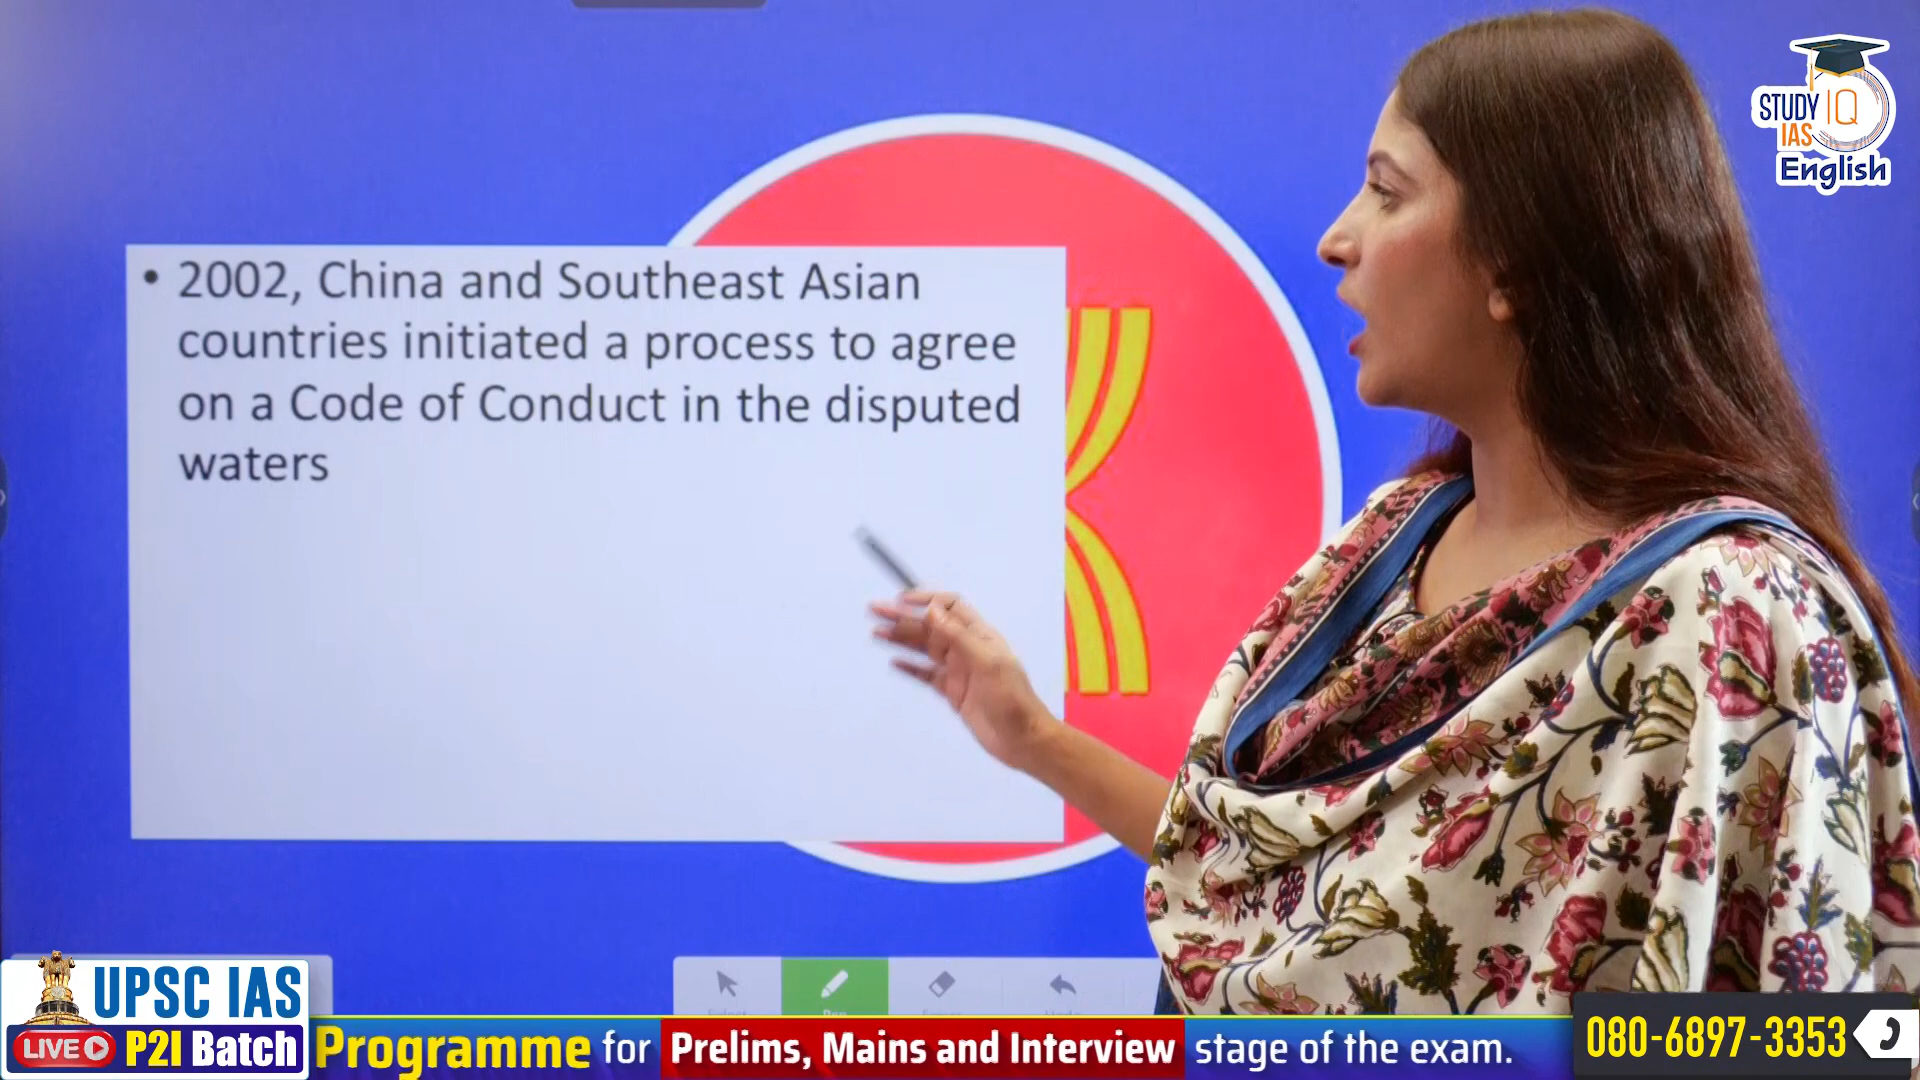 STUDY IQ
IAS
English
• 2002, China and Southeast Asian
countries initiated a process to agree
on a Code of Conduct in the disputed
waters
UPSC IAS
LIVE P2I Batch
Programme for Prelims, Mains and Interview stage of the exam.
080-6897-3353